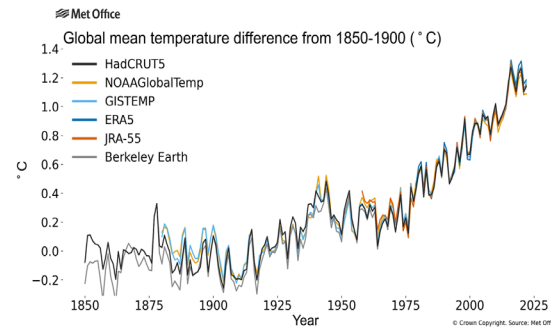 Met Office
Global mean temperature difference from 1850-1900 (°C)
1.4
HadCRUT5
1.2
NOAAGlobalTemp
1.0
GISTEMP
ERA5
0.8
JRA-55
Berkeley Earth
0.6
°C
0.4
0.2
0.0
−0.2
1850 1875 1900 1925 1950 1975 2000 2025
Year
© Crown Copyright. Source: Met Off